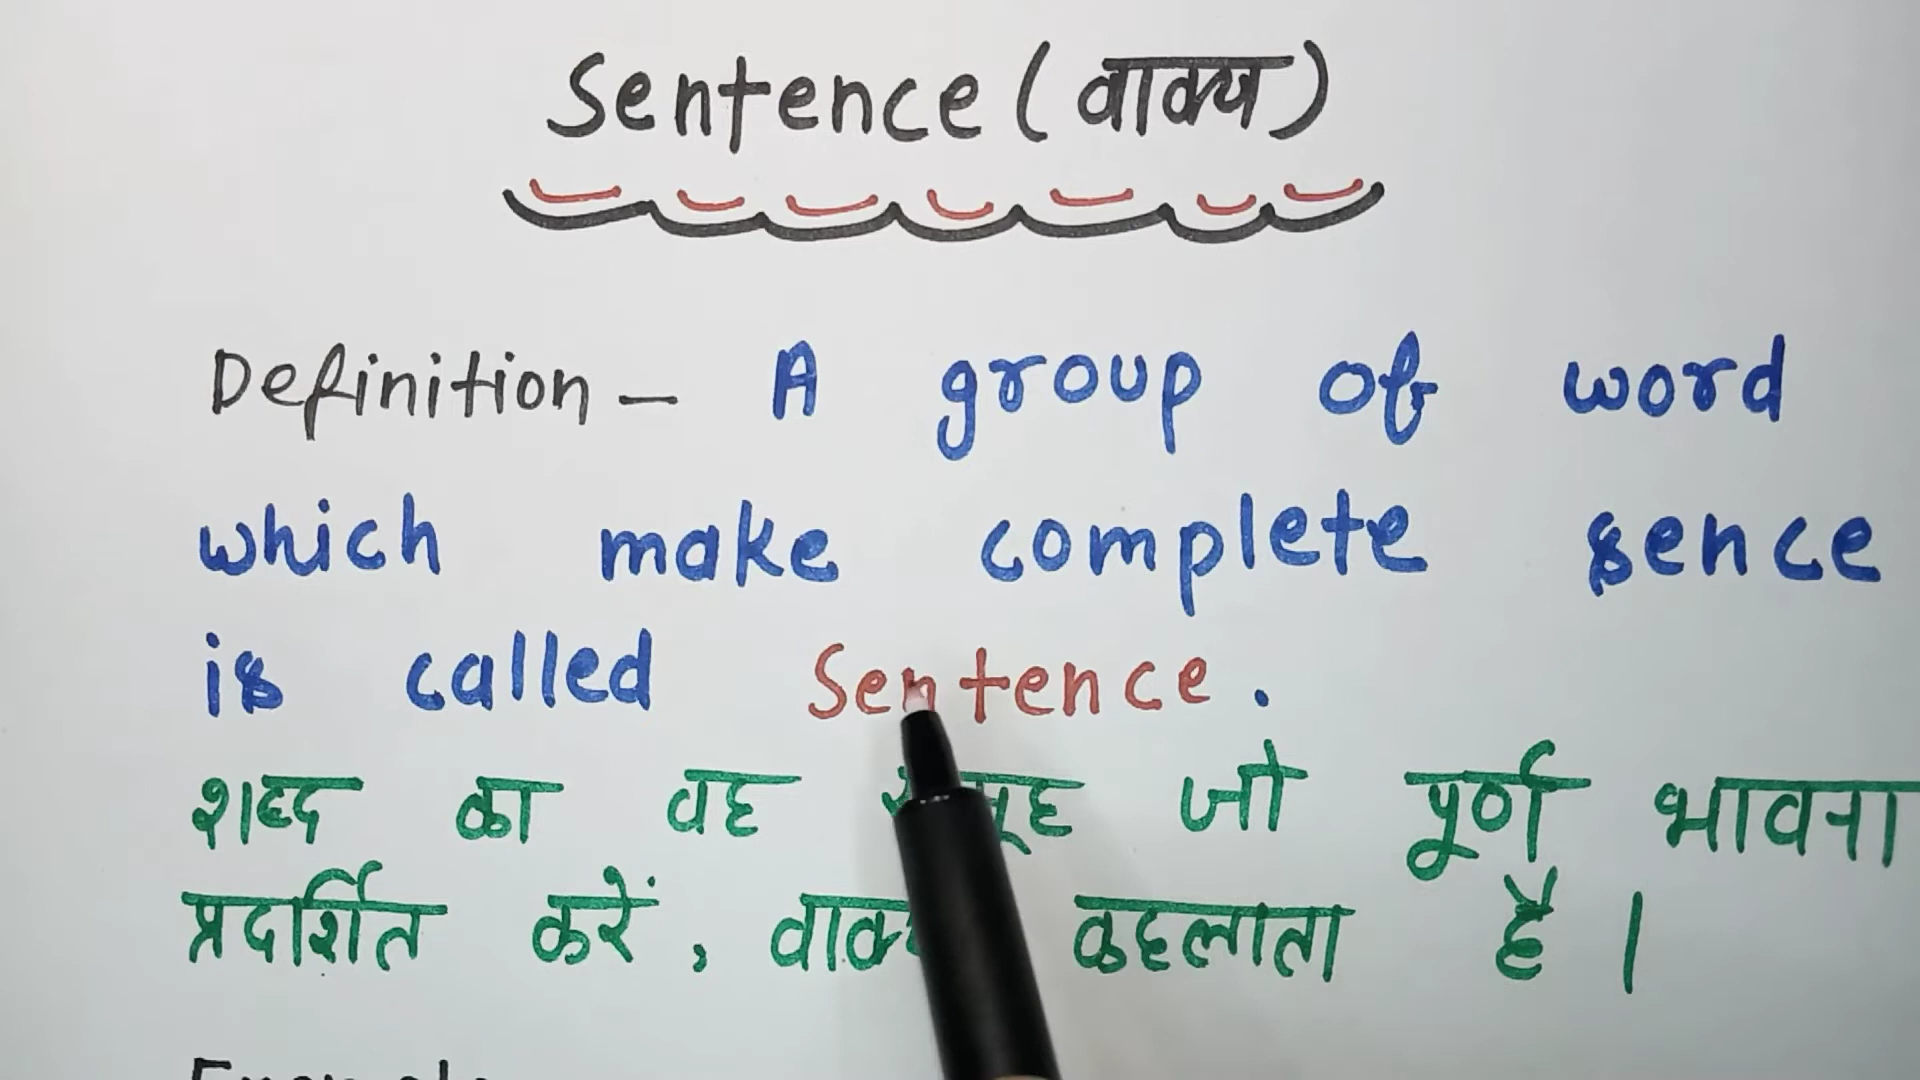 Sentence (वाक्य)
Definition – A group of word
which make complete sence
is called Sentence.
शब्द का वह जो पूर्ण भावना
प्रदर्शित करें, कहलाता है।